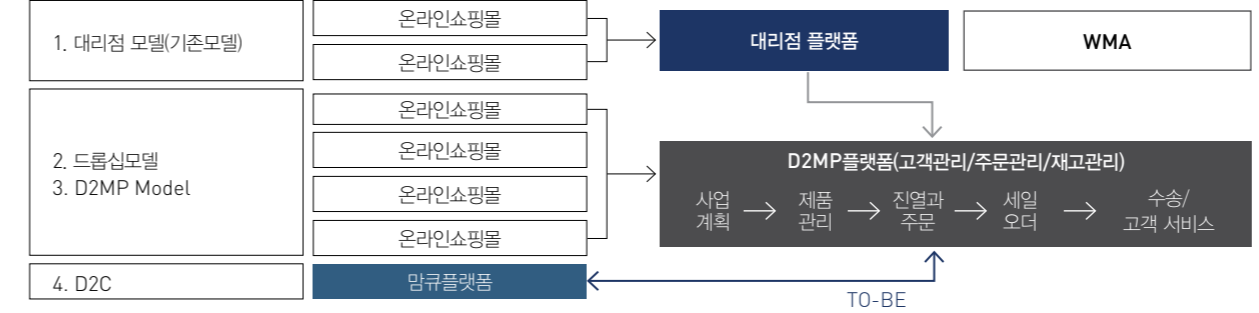 1. 대리점 모델(기존모델)
온라인쇼핑몰
온라인쇼핑몰
대리점 플랫폼
WMA
2. 드롭십모델
3. D2MP Model
온라인쇼핑몰
온라인쇼핑몰
온라인쇼핑몰
온라인쇼핑몰
D2MP플랫폼(고객관리/주문관리/재고관리)
사업
계획
제품
관리
진열과
주문
세일
오더
수송/
고객 서비스
4. D2C
맘큐플랫폼
TO-BE